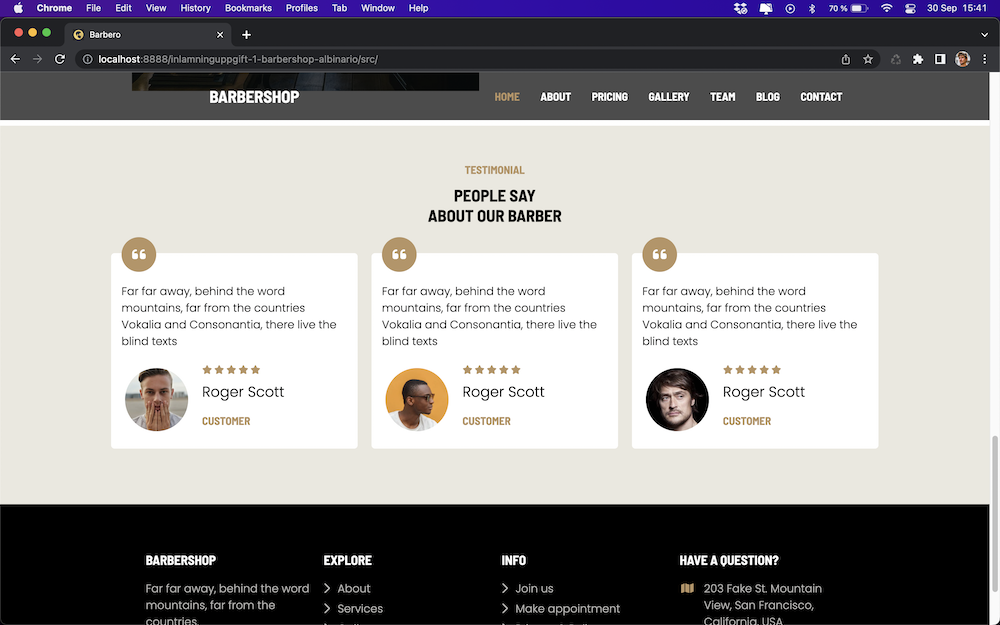 Chrome File Edit View History Bookmarks Profiles Tab Window Help 70 % 30 Sep 15:41
Barbero
localhost:8888/inlamninguppgift-1-barbershop-albinario/src/
BARBERSHOP HOME ABOUT PRICING GALLERY TEAM BLOG CONTACT
TESTIMONIAL
PEOPLE SAY
ABOUT OUR BARBER
Far far away, behind the word
mountains, far from the countries
Vokalia and Consonantia, there live the
blind texts
Roger Scott
CUSTOMER
Far far away, behind the word
mountains, far from the countries
Vokalia and Consonantia, there live the
blind texts
Roger Scott
CUSTOMER
Far far away, behind the word
mountains, far from the countries
Vokalia and Consonantia, there live the
blind texts
Roger Scott
CUSTOMER
BARBERSHOP
Far far away, behind the word
mountains, far from the
countries.
EXPLORE
About
Services
INFO
Join us
Make appointment
HAVE A QUESTION?
203 Fake St. Mountain
View, San Francisco,
California, USA